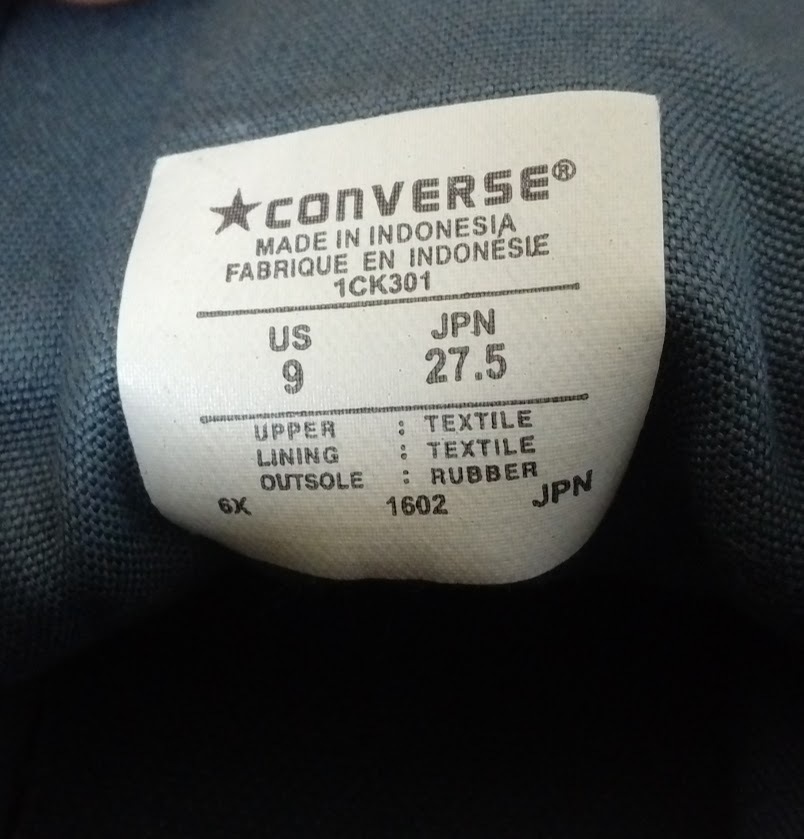 ★CONVERSE®
MADE IN INDONESIA
FABRIQUE EN INDONÉSIE
1CK301
US JPN
9 27.5
UPPER : TEXTILE
LINING : TEXTILE
OUTSOLE : RUBBER
6X 1602 JPN